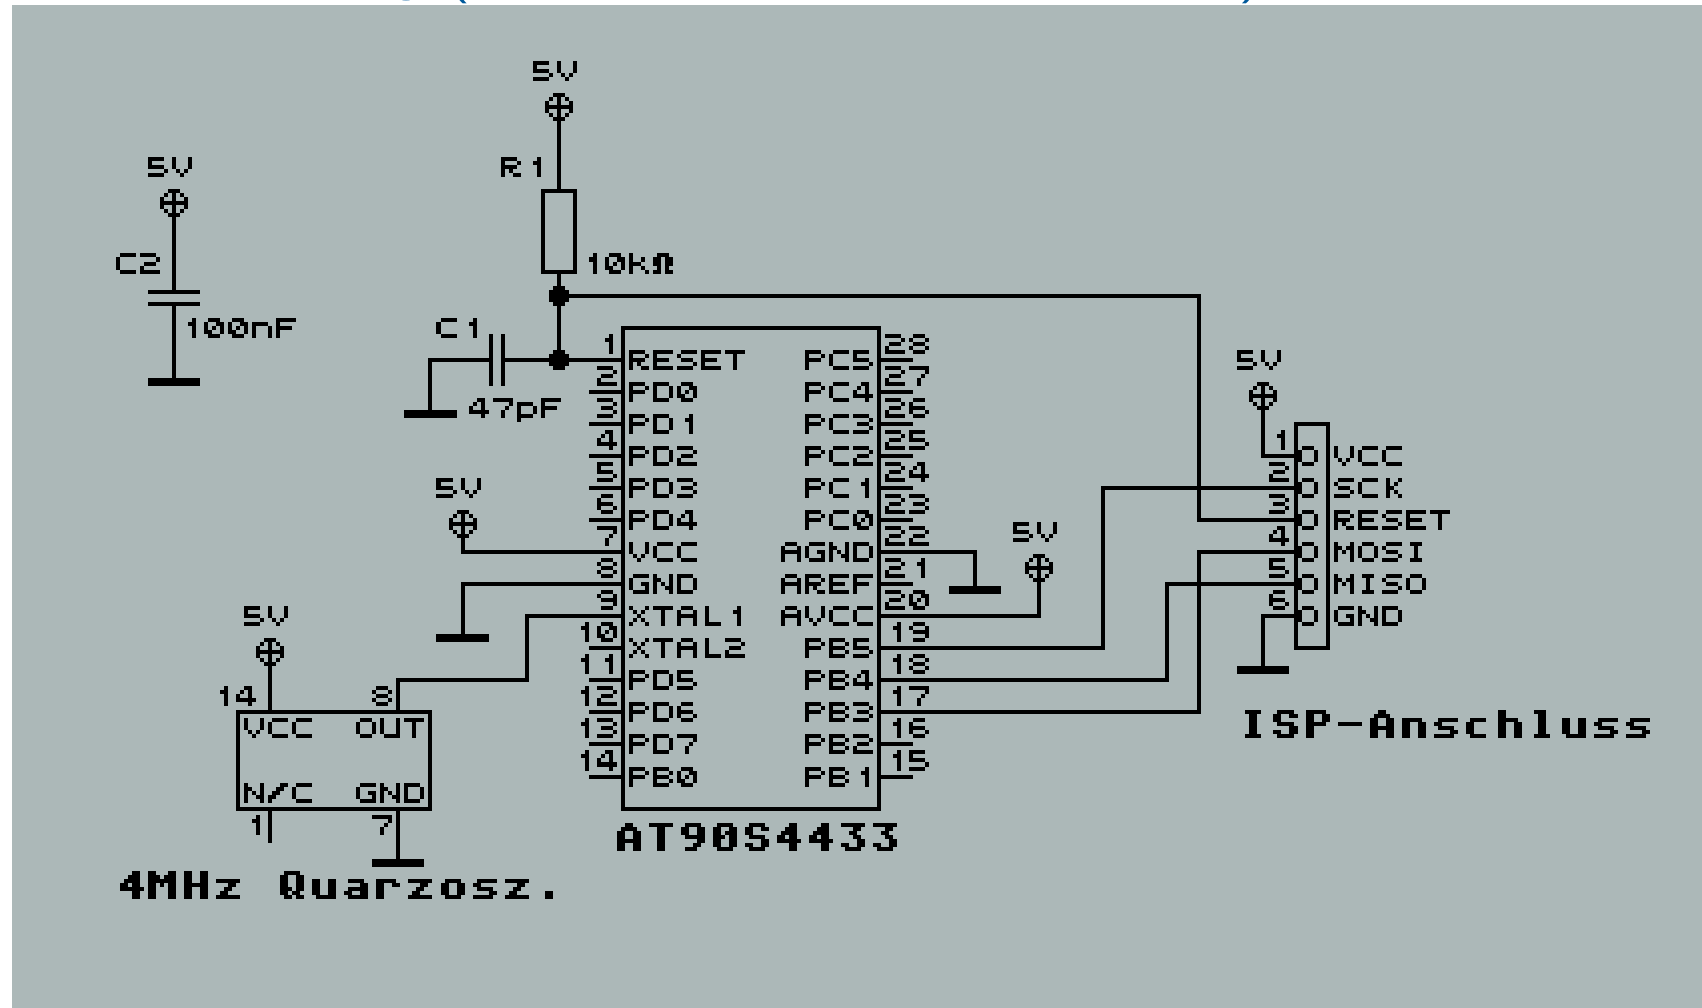 5V
R1
10kΩ
5V
C2
100nF
C1
47pF
5V
5V
14 8
VCC OUT
N/C GND
1 7
4MHz Quarzosz.
1 RESET PC5 28
2 PD0 PC4 27
3 PD1 PC3 26
4 PD2 PC2 25
5 PD3 PC1 24
6 PD4 PC0 23
7 VCC AGND 22
8 GND AREF 21
9 XTAL1 AVCC 20
10 XTAL2 PB5 19
11 PD5 PB4 18
12 PD6 PB3 17
13 PD7 PB2 16
14 PB0 PB1 15
AT90S4433
5V
5V
1 VCC
2 SCK
3 RESET
4 MOSI
5 MISO
6 GND
ISP-Anschluss